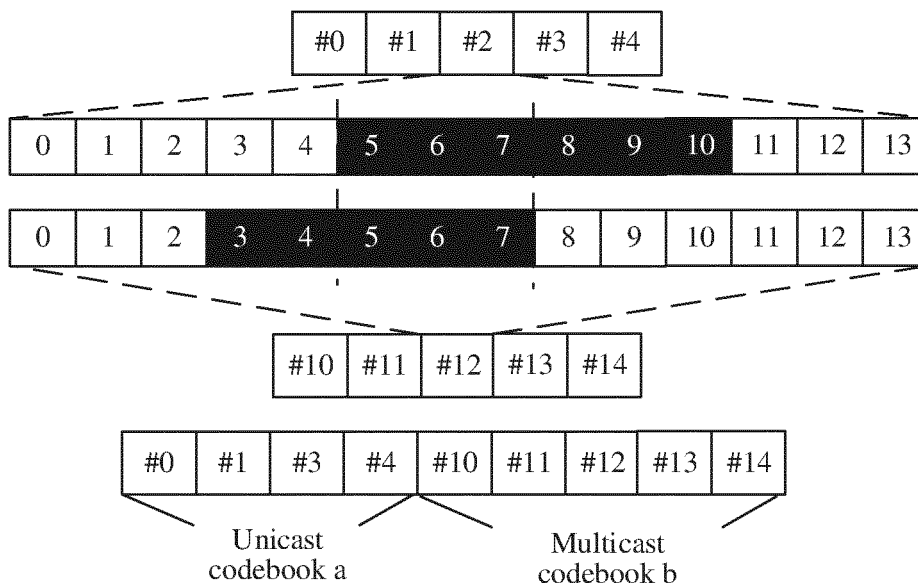 #0 #1 #2 #3 #4
0 1 2 3 4 5 6 7 8 9 10 11 12 13
0 1 2 3 4 5 6 7 8 9 10 11 12 13
#10 #11 #12 #13 #14
#0 #1 #3 #4 #10 #11 #12 #13 #14
Unicast
codebook a
Multicast
codebook b